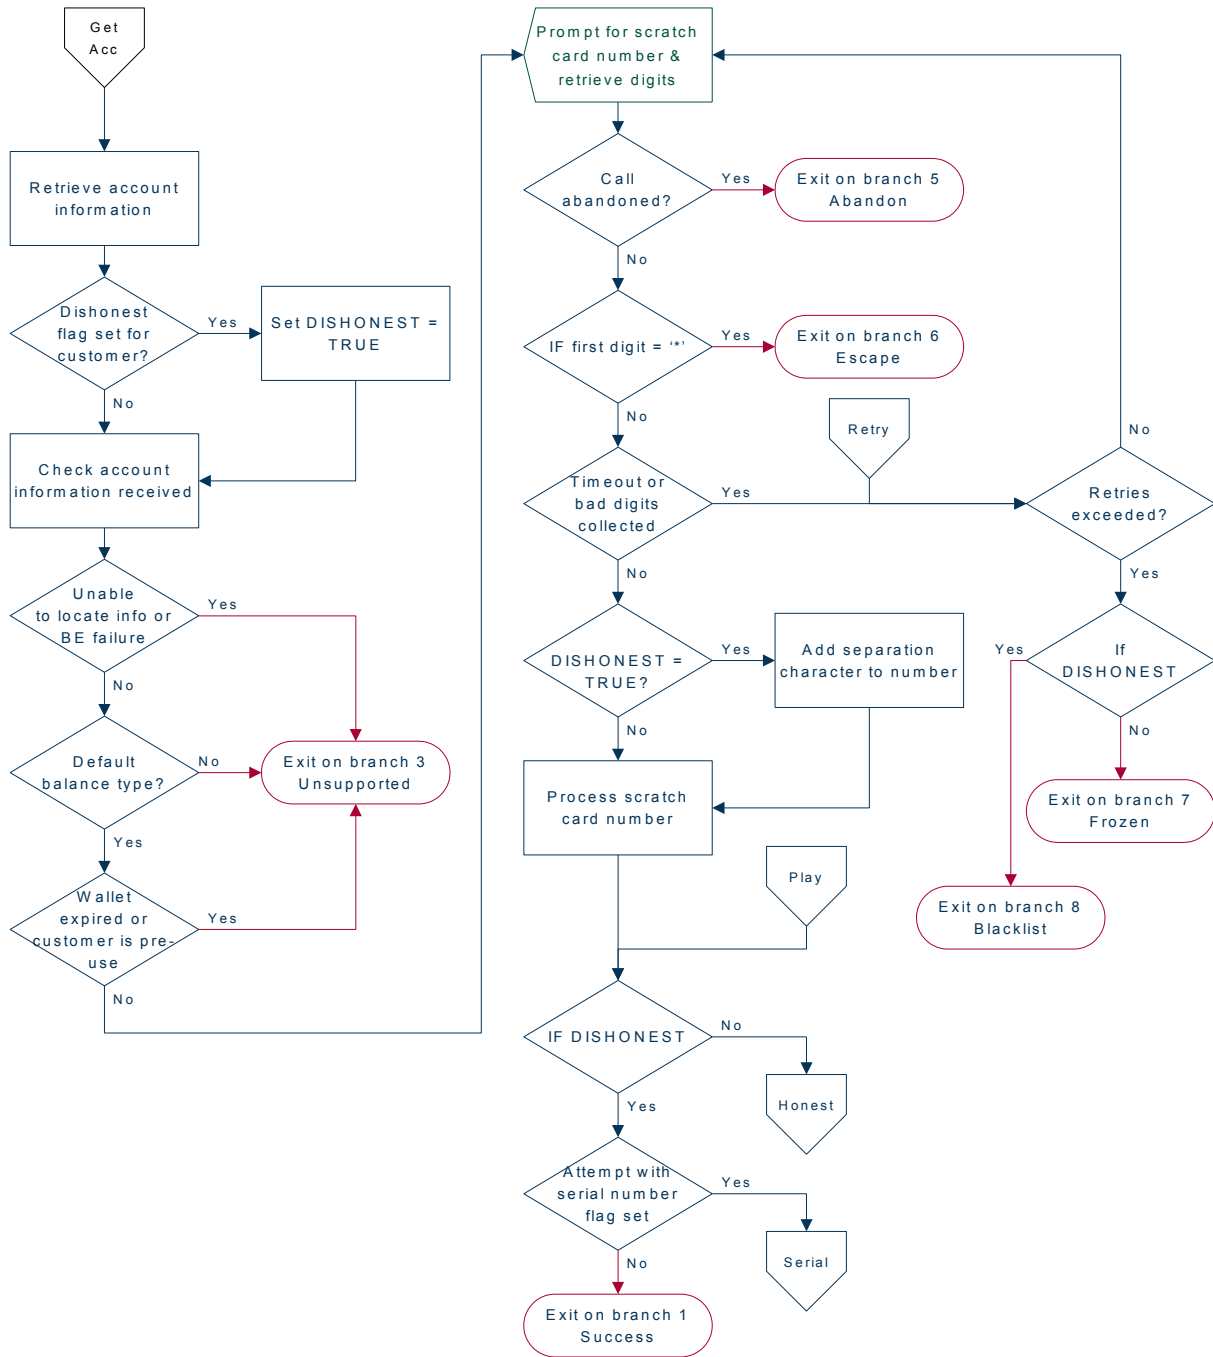 Get
Acc
Retrieve account
information
Dishonest
flag set for
customer?
Yes
Set DISHONEST =
TRUE
No
Check account
information received
Unable
to locate info or
BE failure
Yes
No
Default
balance type?
No
Exit on branch 3
Unsupported
Yes
Wallet
expired or
customer is pre-
use
Yes
No
Prompt for scratch
card number &
retrieve digits
Call
abandoned?
Yes
Exit on branch 5
Abandon
No
IF first digit = ‘*’
Yes
Exit on branch 6
Escape
No
Retry
Timeout or
bad digits
collected
Yes
No
Retries
exceeded?
No
Yes
DISHONEST =
TRUE?
Yes
Add separation
character to number
No
If
DISHONEST
Yes
No
Exit on branch 7
Frozen
Exit on branch 8
Blacklist
Process scratch
card number
Play
IF DISHONEST
No
Honest
Yes
Attempt with
serial number
flag set
Yes
Serial
No
Exit on branch 1
Success